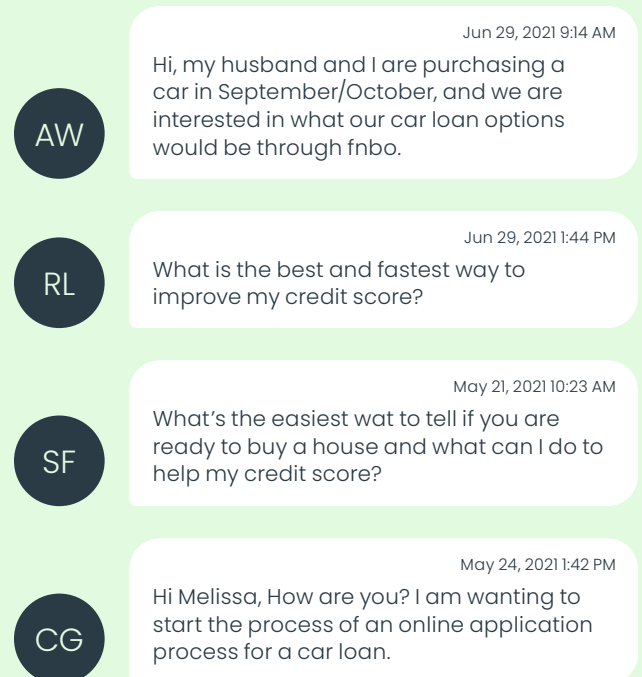 Jun 29, 2021 9:14 AM
Hi, my husband and I are purchasing a
car in September/October, and we are
interested in what our car loan options
would be through fnbo.
AW
Jun 29, 2021 1:44 PM
What is the best and fastest way to
improve my credit score?
RL
May 21, 2021 10:23 AM
What's the easiest wat to tell if you are
ready to buy a house and what can I do to
help my credit score?
SF
May 24, 2021 1:42 PM
Hi Melissa, How are you? I am wanting to
start the process of an online application
process for a car loan.
CG